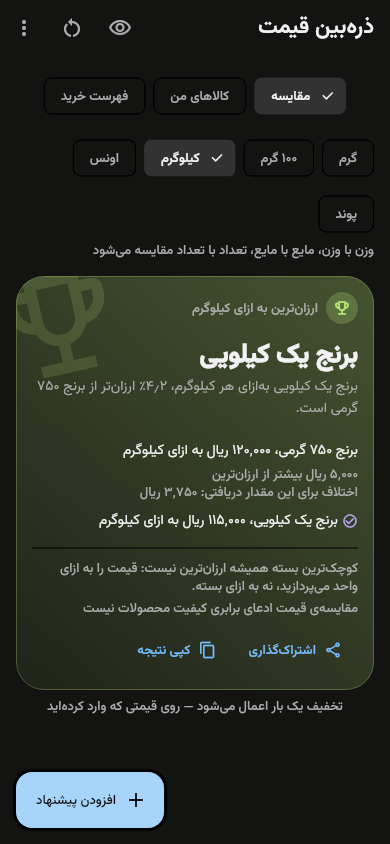 ذره‌بین قیمت
مقایسه
کالاهای من
فهرست خرید
گرم
۱۰۰ گرم
کیلوگرم
اونس
پوند
وزن با وزن، مایع با مایع، تعداد با تعداد مقایسه می‌شود
ارزان‌ترین به ازای کیلوگرم
برنج یک کیلویی
برنج یک کیلویی به‌ازای هر کیلوگرم، ۴٫۲٪ ارزان‌تر از برنج ۷۵۰
گرمی است.
برنج ۷۵۰ گرمی، ۱۲۰٬۰۰۰ ریال به ازای کیلوگرم
۵٬۰۰۰ ریال بیشتر از ارزان‌ترین
اختلاف برای این مقدار دریافتی: ۳٬۷۵۰ ریال
برنج یک کیلویی، ۱۱۵٬۰۰۰ ریال به ازای کیلوگرم
کوچک‌ترین بسته همیشه ارزان‌ترین نیست: قیمت را به ازای
واحد می‌پردازید، نه به ازای بسته.
مقایسه‌ی قیمت ادعای برابری کیفیت محصولات نیست
اشتراک‌گذاری
کپی نتیجه
تخفیف یک بار اعمال می‌شود — روی قیمتی که وارد کرده‌اید
افزودن پیشنهاد